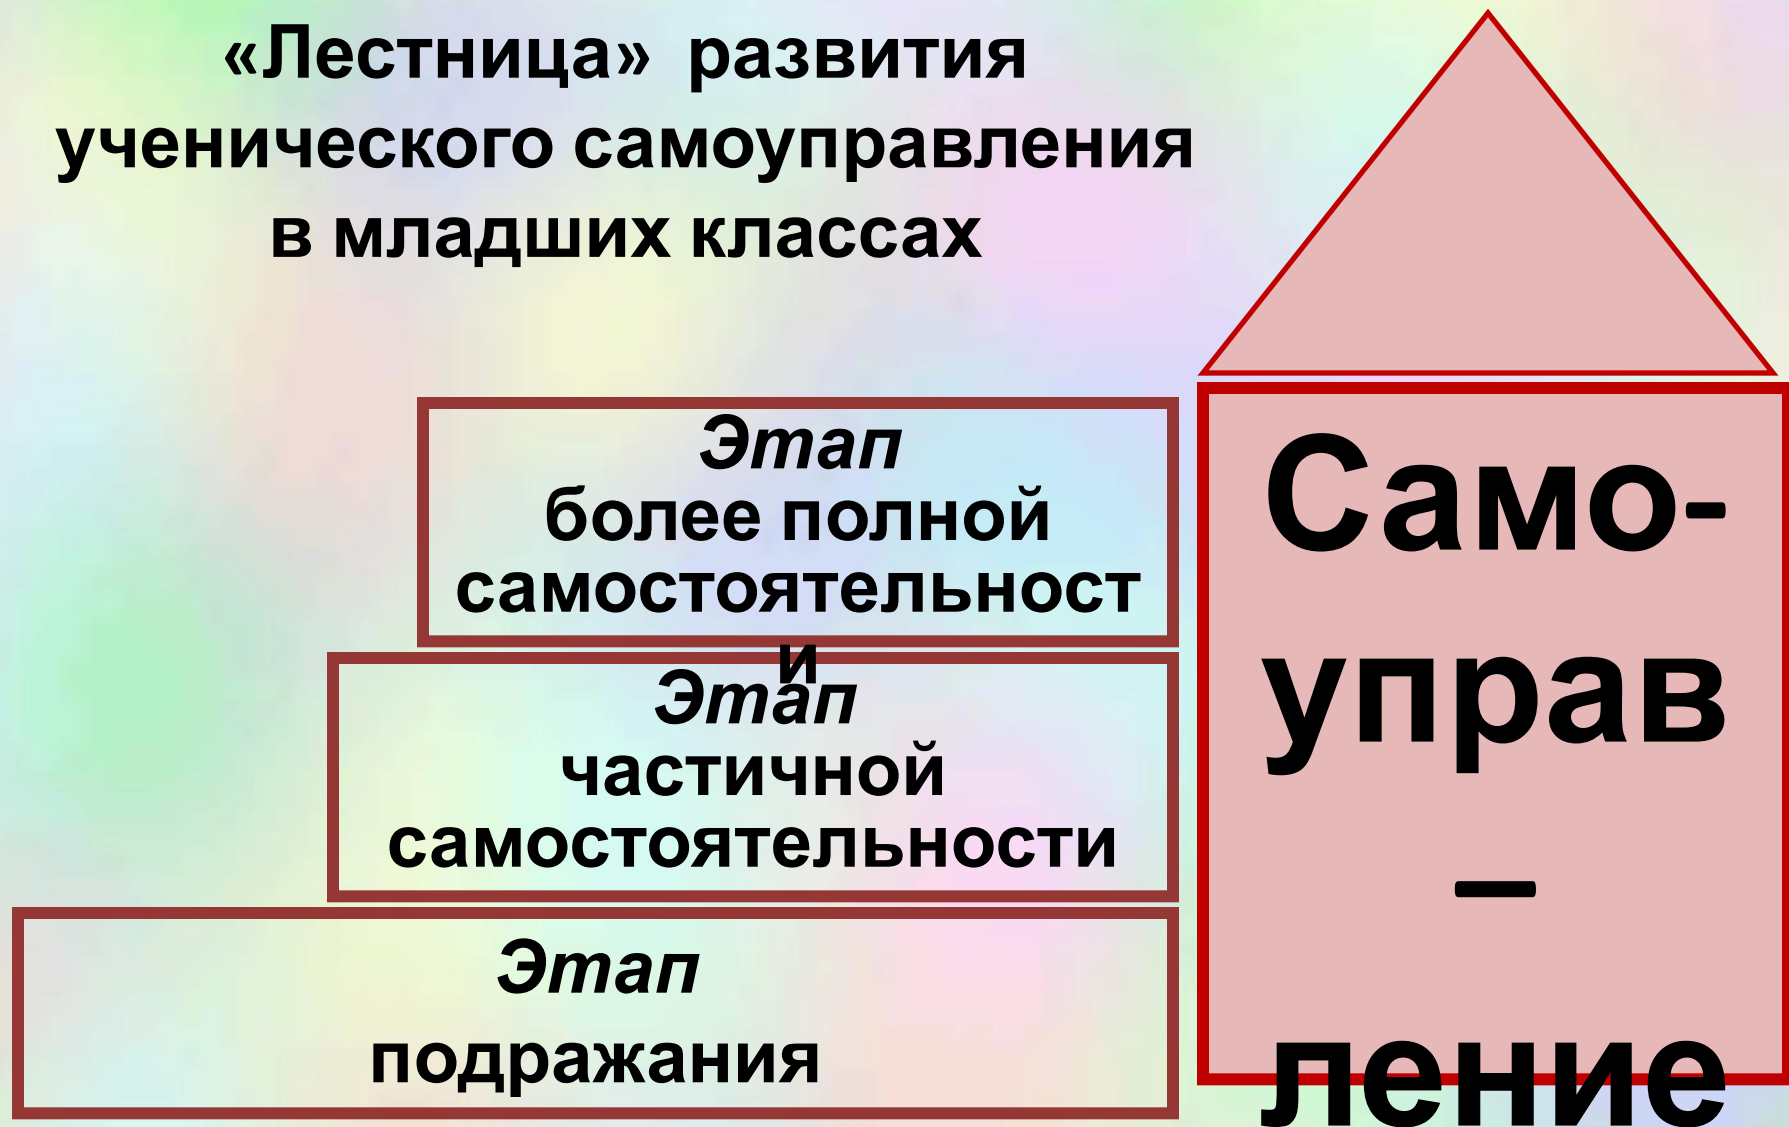 «Лестница» развития
ученического самоуправления
в младших классах
Этап
более полной
самостоятельност
и
Этап
частичной
самостоятельности
Этап
подражания
Само-
управ
–
ление